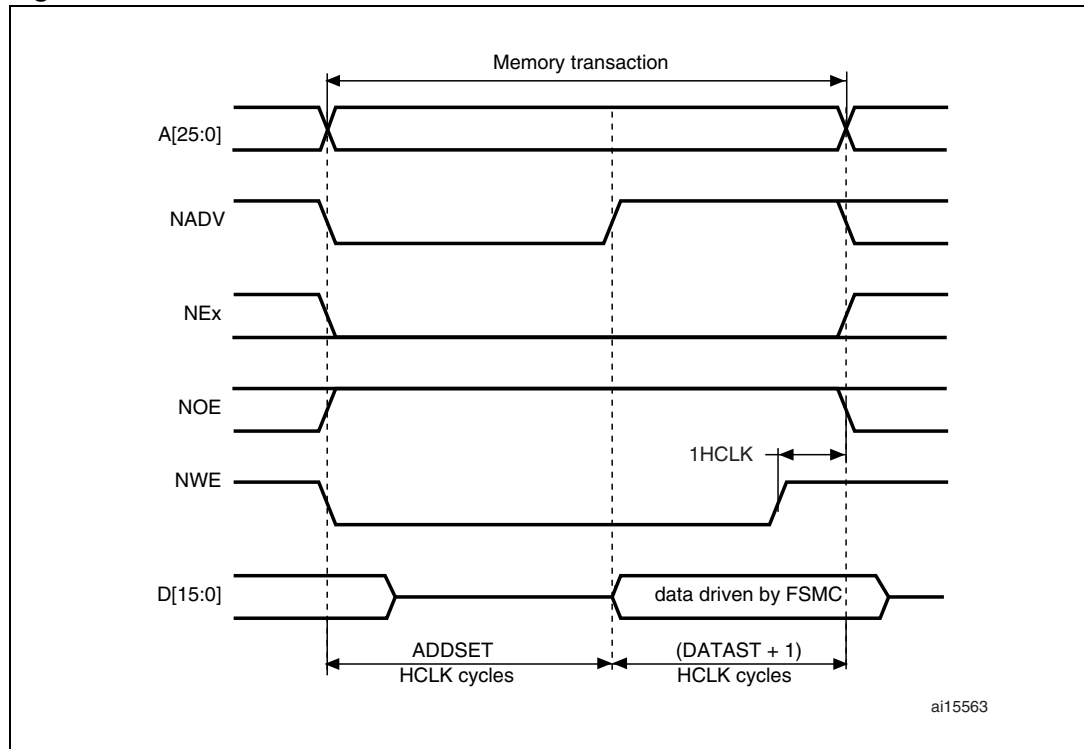 Memory transaction
A[25:0]
NADV
NEx
NOE
1HCLK
NWE
D[15:0]
data driven by FSMC
ADDSET
HCLK cycles
(DATAST + 1)
HCLK cycles
ai15563